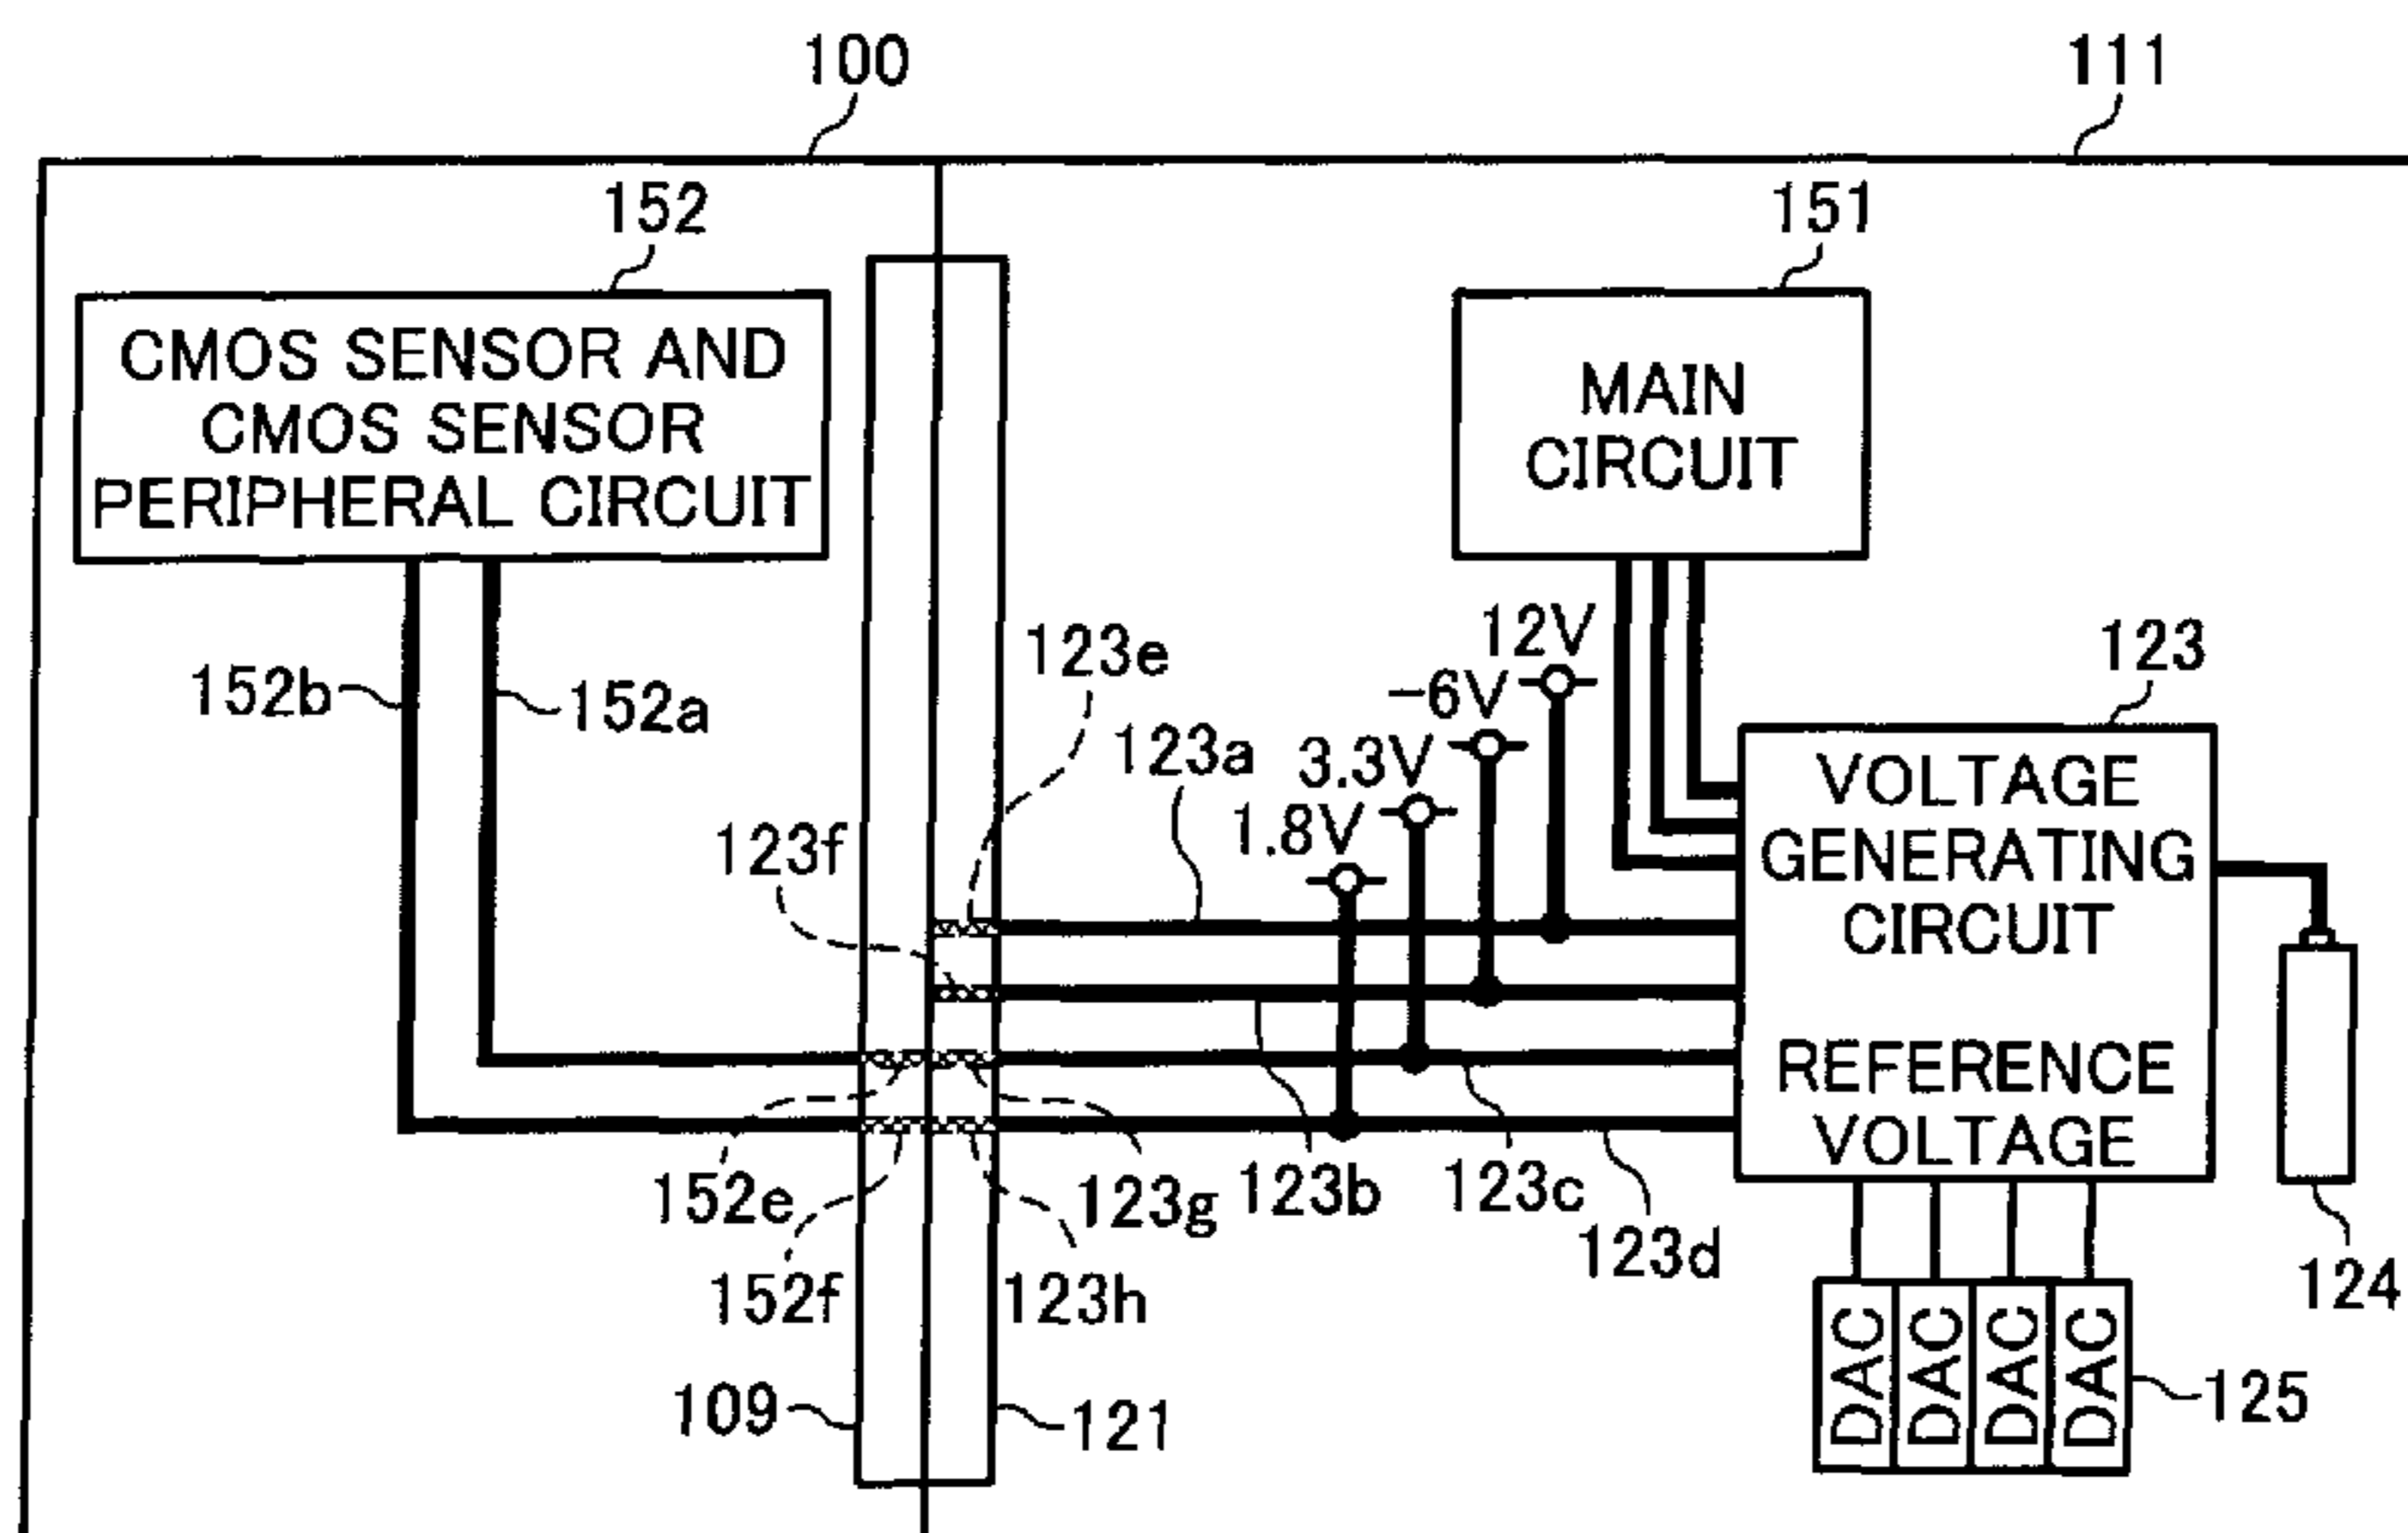 100
111
152
151
CMOS SENSOR AND
CMOS SENSOR
PERIPHERAL CIRCUIT
MAIN
CIRCUIT
12V
123e
123
152b
152a
-6V
123a
3.3V
VOLTAGE
GENERATING
CIRCUIT
1.8V
123f
REFERENCE
VOLTAGE
152e
123g
123b
123c
123d
152f
123h
124
DAC
DAC
DAC
DAC
125
109
121